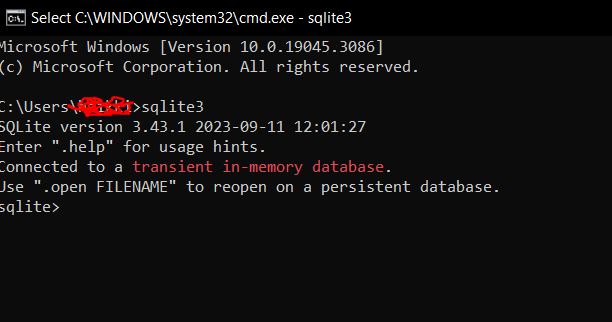 Select C:\WINDOWS\system32\cmd.exe - sqlite3
Microsoft Windows [Version 10.0.19045.3086]
(c) Microsoft Corporation. All rights reserved.
C:\Users\>sqlite3
SQLite version 3.43.1 2023-09-11 12:01:27
Enter ".help" for usage hints.
Connected to a transient in-memory database.
Use ".open FILENAME" to reopen on a persistent database.
sqlite>